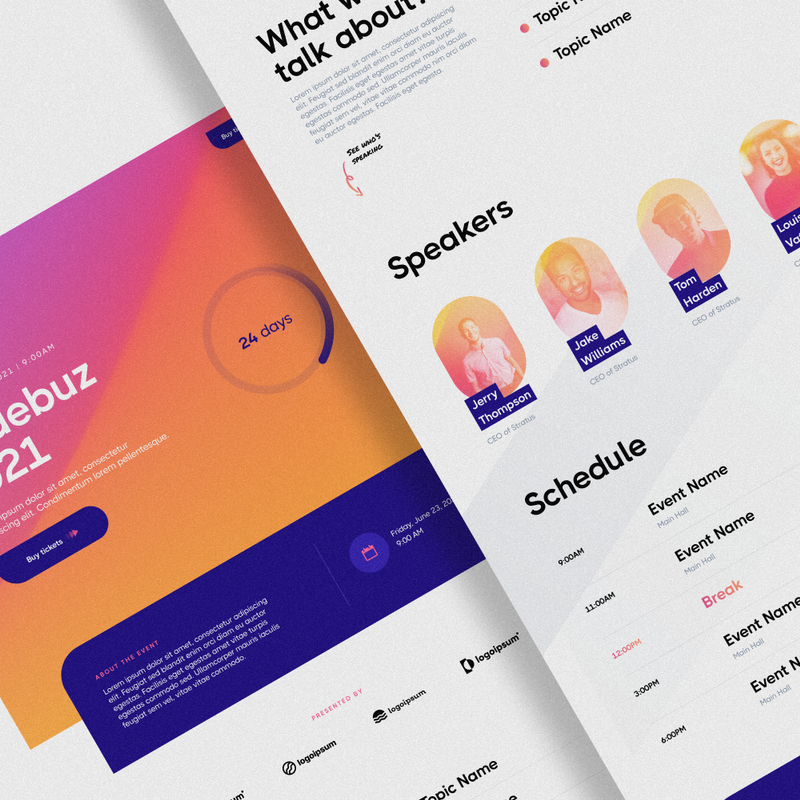 What
talk about?
Lorem ipsum dolor sit amet, consectetur adipiscing
elit. Feugiat sed blandit enim orci diam eu auctor
egestas. Facilisis eget egestas amet vitae turpis
egestas commodo sed. Ullamcorper mauris iaculis
feugiat sem vel, vitae vitae commodo nim orci diam
eu auctor egestas. Facilisis eget egesta.
Topic
Topic Name
SEE WHO'S
SPEAKING
Speakers
Jerry
Thompson
CEO of Stratus
Jake
Williams
CEO of Stratus
Tom
Harden
CEO of Stratus
Schedule
9:00AM
Event Name
Main Hall
11:00AM
Event Name
Main Hall
12:00PM
Break
3:00PM
Event Name
Main Hall
6:00PM
Event N
Main Hall
Buy ti
021 | 9:00AM
debuz
021
24 days
ipsum dolor sit amet, consectetur
scing elit. Condimentum lorem pellentesque.
Buy tickets
ABOUT THE EVENT
Lorem ipsum dolor sit amet, consectetur adipiscing
elit. Feugiat sed blandit enim orci diam eu auctor
egestas. Facilisis eget egestas amet vitae turpis
egestas commodo sed. Ullamcorper mauris iaculis
feugiat sem vel, vitae vitae commodo.
Friday, June 23, 20
9:00 AM
PRESENTED BY
logoipsum
logoipsum
logoipsum
sum
Topic Name